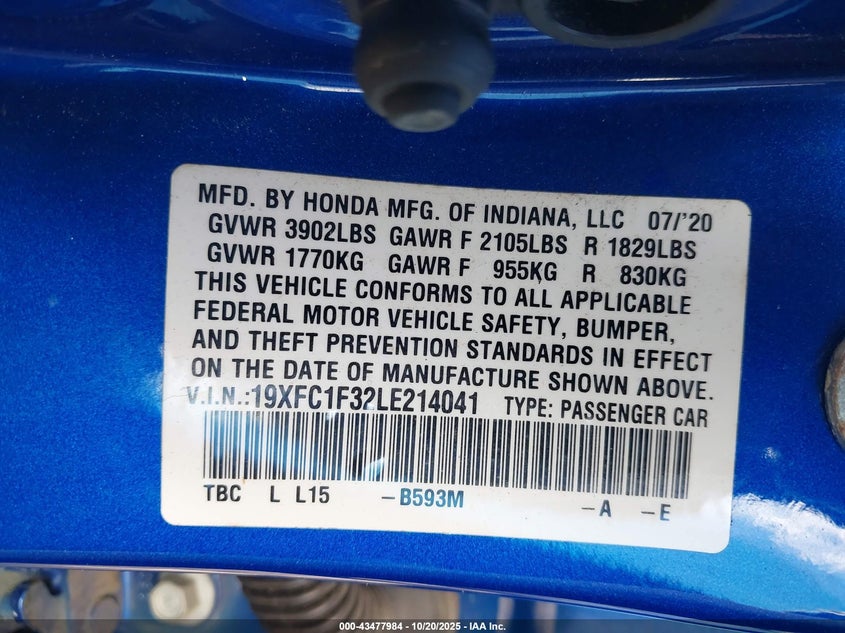 MFD. BY HONDA MFG. OF INDIANA, LLC 07/'20
GVWR 3902LBS GAWR F 2105LBS R 1829LBS
GVWR 1770KG GAWR F 955KG R 830KG
THIS VEHICLE CONFORMS TO ALL APPLICABLE
FEDERAL MOTOR VEHICLE SAFETY, BUMPER,
AND THEFT PREVENTION STANDARDS IN EFFECT
ON THE DATE OF MANUFACTURE SHOWN ABOVE.
V.I.N.:19XFC1F32LE214041 TYPE: PASSENGER CAR
TBC L L15 -B593M -A -E
000-43477984 | 10/20/2025 - IAA Inc.